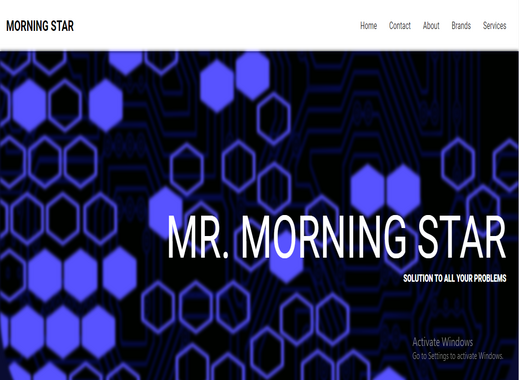 MORNING STAR
Home Contact About Brands Services
MR. MORNING STAR
SOLUTION TO ALL YOUR PROBLEMS
Activate Windows
Go to Settings to activate Windows.